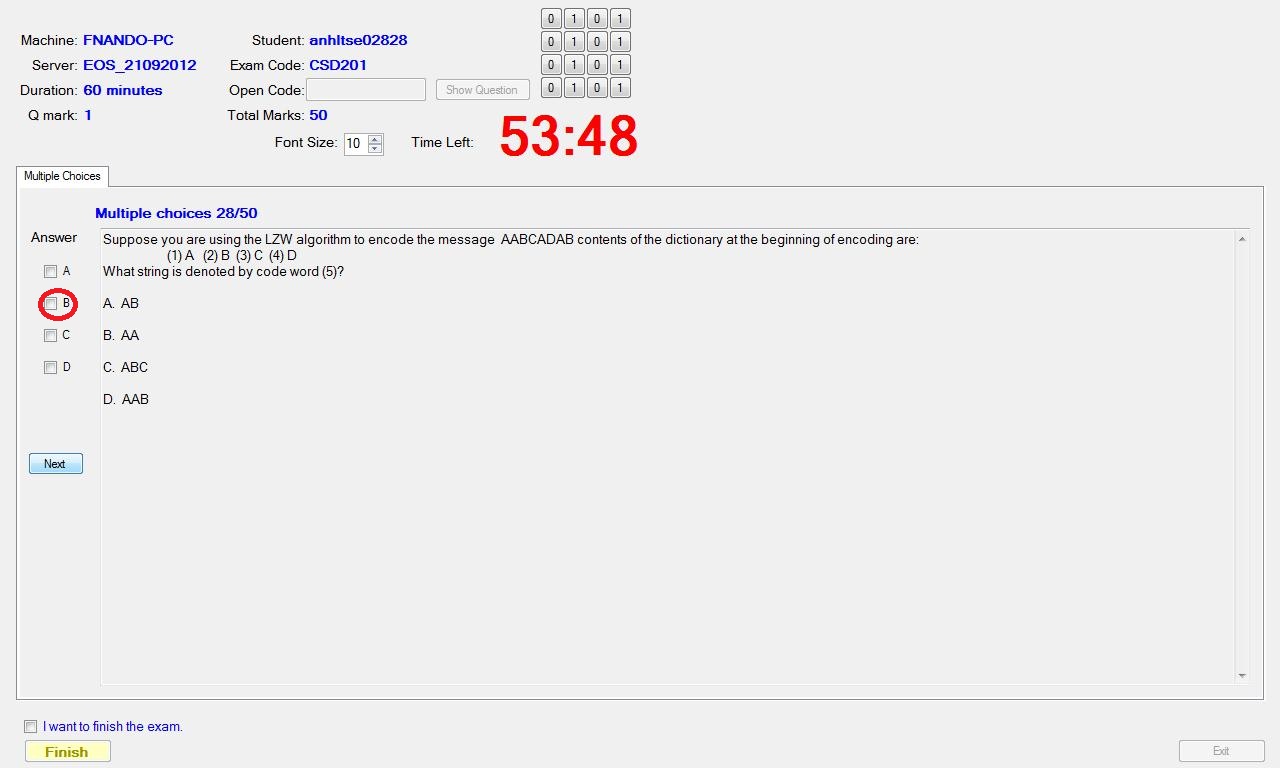 Machine: FNANDO-PC Student: anhltse02828
Server: EOS_21092012 Exam Code: CSD201
Duration: 60 minutes Open Code: Show Question
Q mark: 1 Total Marks: 50
0 1 0 1
0 1 0 1
0 1 0 1
0 1 0 1
Font Size: 10 Time Left: 53:48
Multiple Choices
Multiple choices 28/50
Answer
A
B
C
D
Suppose you are using the LZW algorithm to encode the message AABCADAB contents of the dictionary at the beginning of encoding are:
(1) A (2) B (3) C (4) D
What string is denoted by code word (5)?
A. AB
B. AA
C. ABC
D. AAB
Next
I want to finish the exam.
Finish
Exit